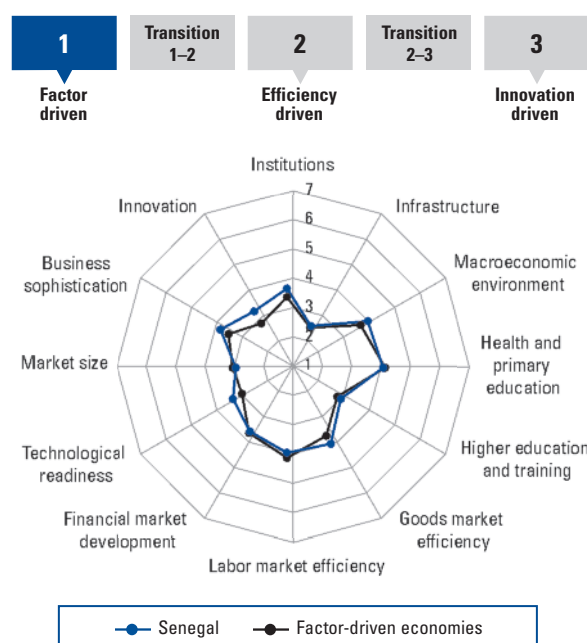 1
Transition
1–2
2
Transition
2–3
3
Factor
driven
Efficiency
driven
Innovation
driven
Institutions
7
6
5
4
3
2
1
Infrastructure
Macroeconomic
environment
Health and
primary
education
Higher education
and training
Goods market
efficiency
Labor market efficiency
Financial market
development
Technological
readiness
Market size
Business
sophistication
Innovation
Senegal
Factor-driven economies